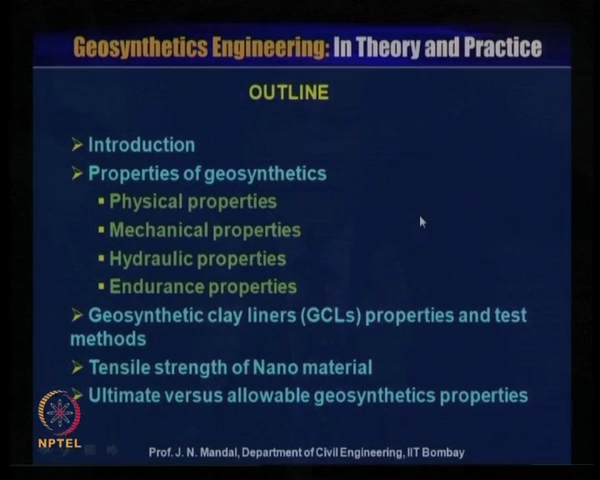 Geosynthetics Engineering: In Theory and Practice
OUTLINE
➢ Introduction
➢ Properties of geosynthetics
▪ Physical properties
▪ Mechanical properties
▪ Hydraulic properties
▪ Endurance properties
➢ Geosynthetic clay liners (GCLs) properties and test
methods
➢ Tensile strength of Nano material
➢ Ultimate versus allowable geosynthetics properties
NPTEL
Prof. J. N. Mandal, Department of Civil Engineering, IIT Bombay